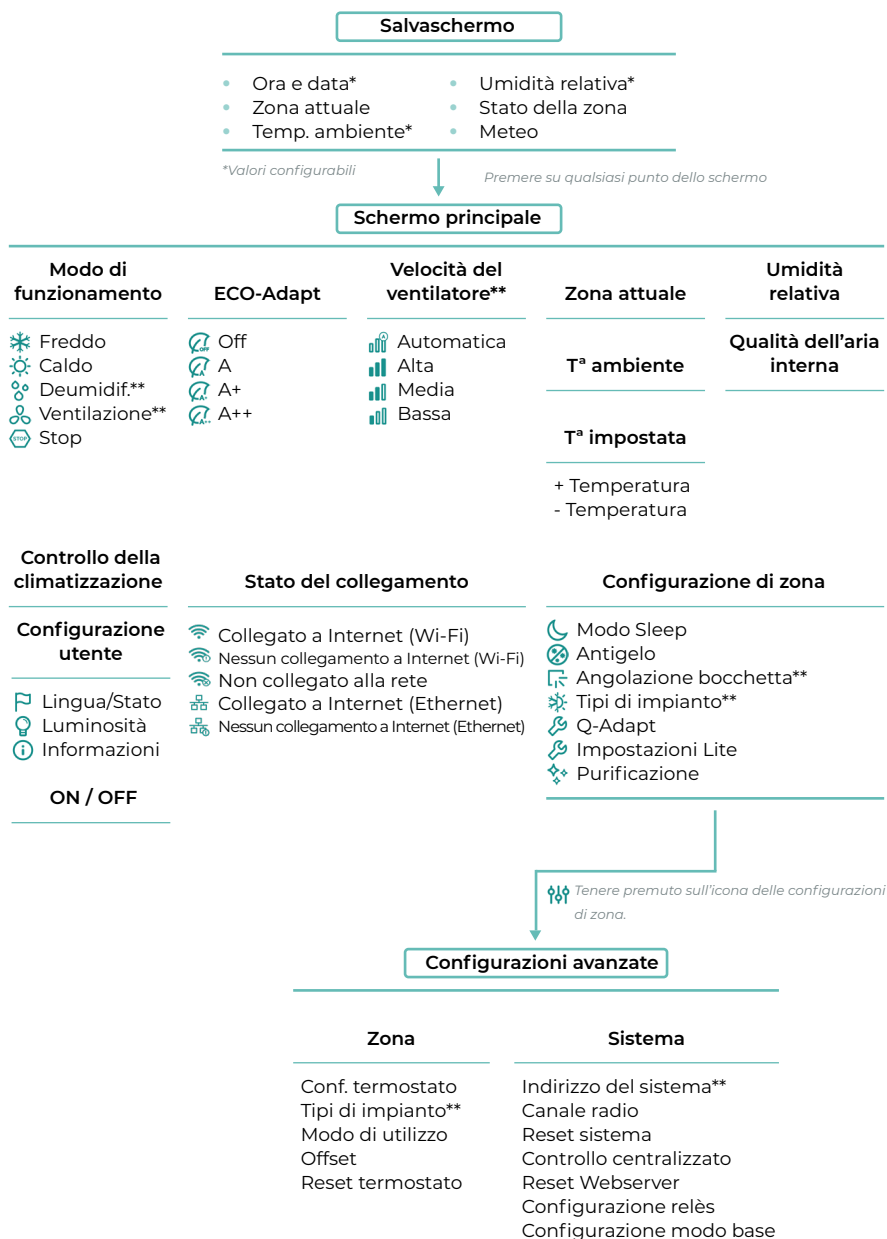 Salvaschermo
Ora e data*
Zona attuale
Temp. ambiente*
Umidità relativa*
Stato della zona
Meteo
*Valori configurabili
Premere su qualsiasi punto dello schermo
Schermo principale
Modo di
funzionamento
Freddo
Caldo
Deumidif.**
Ventilazione**
STOP Stop
ECO-Adapt
OFF Off
A A
A+ A+
A++ A++
Velocità del
ventilatore**
A Automatica
Alta
Media
Bassa
Zona attuale
Tª ambiente
Tª impostata
+ Temperatura
- Temperatura
Umidità
relativa
Qualità dell'aria
interna
Controllo della
climatizzazione
Configurazione
utente
Lingua/Stato
Luminosità
Informazioni
ON / OFF
Stato del collegamento
Collegato a Internet (Wi-Fi)
Nessun collegamento a Internet (Wi-Fi)
Non collegato alla rete
Collegato a Internet (Ethernet)
Nessun collegamento a Internet (Ethernet)
Configurazione di zona
Modo Sleep
Antigelo
Angolazione bocchetta**
Tipi di impianto**
Q-Adapt
Impostazioni Lite
Purificazione
Tenere premuto sull'icona delle configurazioni
di zona.
Configurazioni avanzate
Zona
Conf. termostato
Tipi di impianto**
Modo di utilizzo
Offset
Reset termostato
Sistema
Indirizzo del sistema**
Canale radio
Reset sistema
Controllo centralizzato
Reset Webserver
Configurazione relès
Configurazione modo base